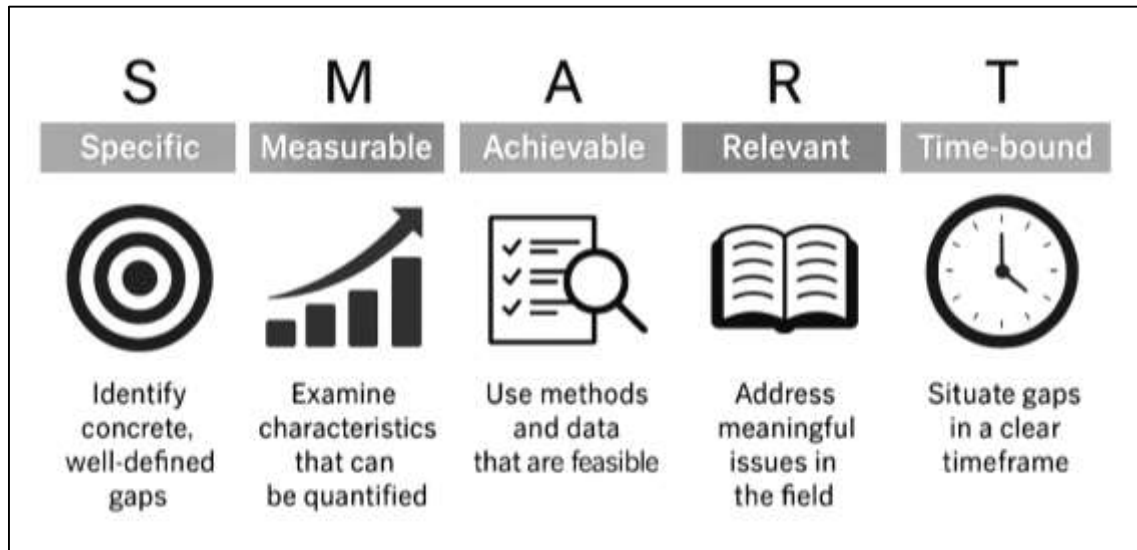 S M A R T
Specific Measurable Achievable Relevant Time-bound
Identify
concrete,
well-defined
gaps
Examine
characteristics
that can
be quantified
Use methods
and data
that are feasible
Address
meaningful
issues in
the field
Situate gaps
in a clear
timeframe